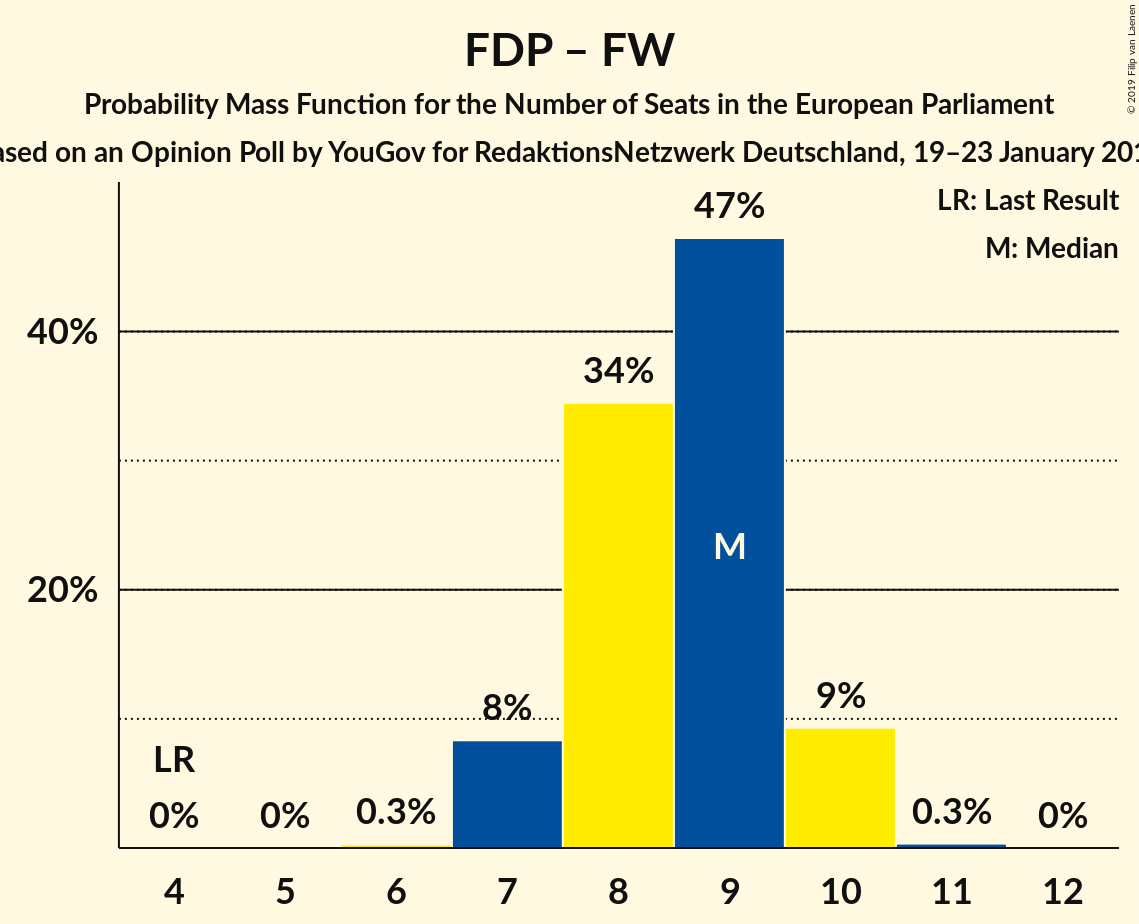 FDP – FW
Probability Mass Function for the Number of Seats in the European Parliament
on an Opinion Poll by YouGov for RedaktionsNetzwerk Deutschland, 19–23 January
© 2019 Filip van Laenen
LR: Last Result
M: Median
47%
40%
34%
M
20%
9%
8%
LR
0% 0% 0.3% 0.3% 0%
4 5 6 7 8 9 10 11 12